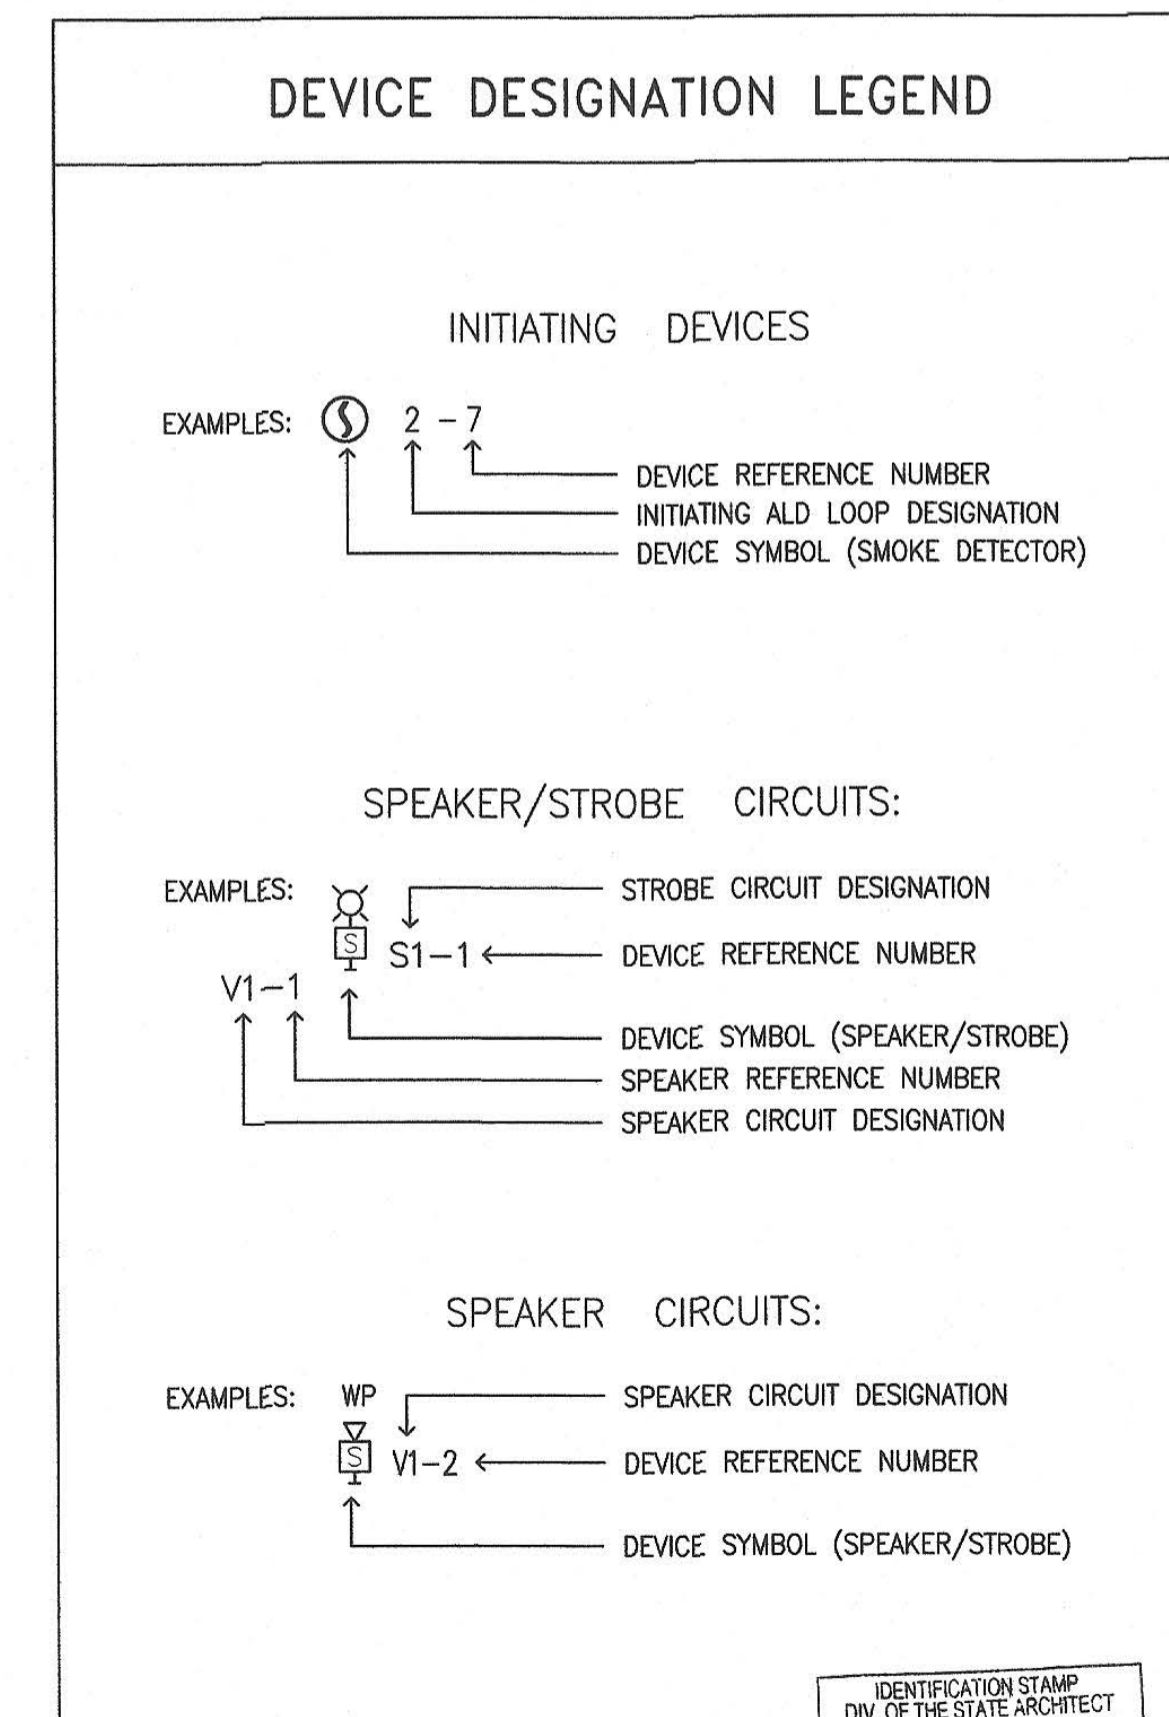 DEVICE DESIGNATION LEGEND
INITIATING DEVICES
EXAMPLES: S 2 - 7
DEVICE REFERENCE NUMBER
INITIATING ALD LOOP DESIGNATION
DEVICE SYMBOL (SMOKE DETECTOR)
SPEAKER/STROBE CIRCUITS:
EXAMPLES: STROBE CIRCUIT DESIGNATION
S S1-1 DEVICE REFERENCE NUMBER
V1-1
DEVICE SYMBOL (SPEAKER/STROBE)
SPEAKER REFERENCE NUMBER
SPEAKER CIRCUIT DESIGNATION
SPEAKER CIRCUITS:
EXAMPLES: WP SPEAKER CIRCUIT DESIGNATION
S V1-2 DEVICE REFERENCE NUMBER
DEVICE SYMBOL (SPEAKER/STROBE)
IDENTIFICATION STAMP
DIV. OF THE STATE ARCHITECT